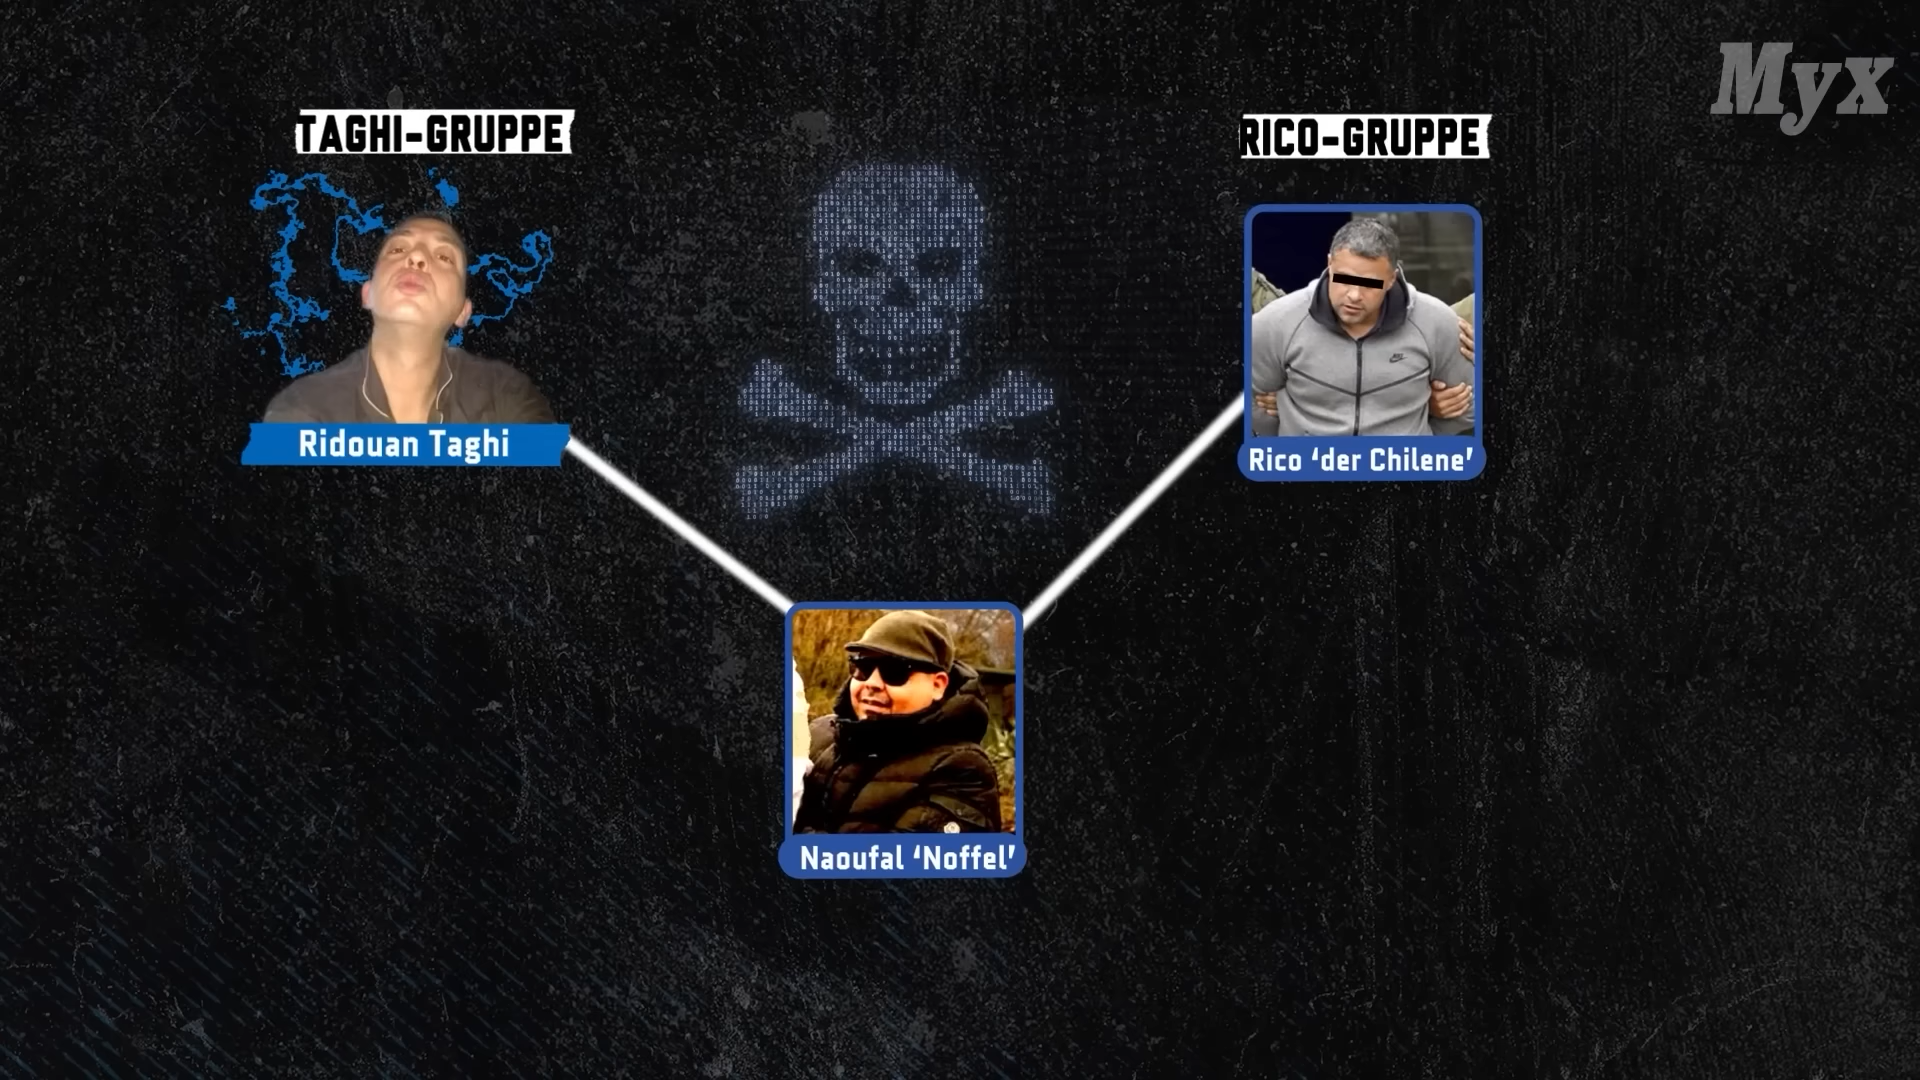 Myx
TAGHI-GRUPPE
RICO-GRUPPE
Ridouan Taghi
Rico ‘der Chilene’
Naoufal ‘Noffel’